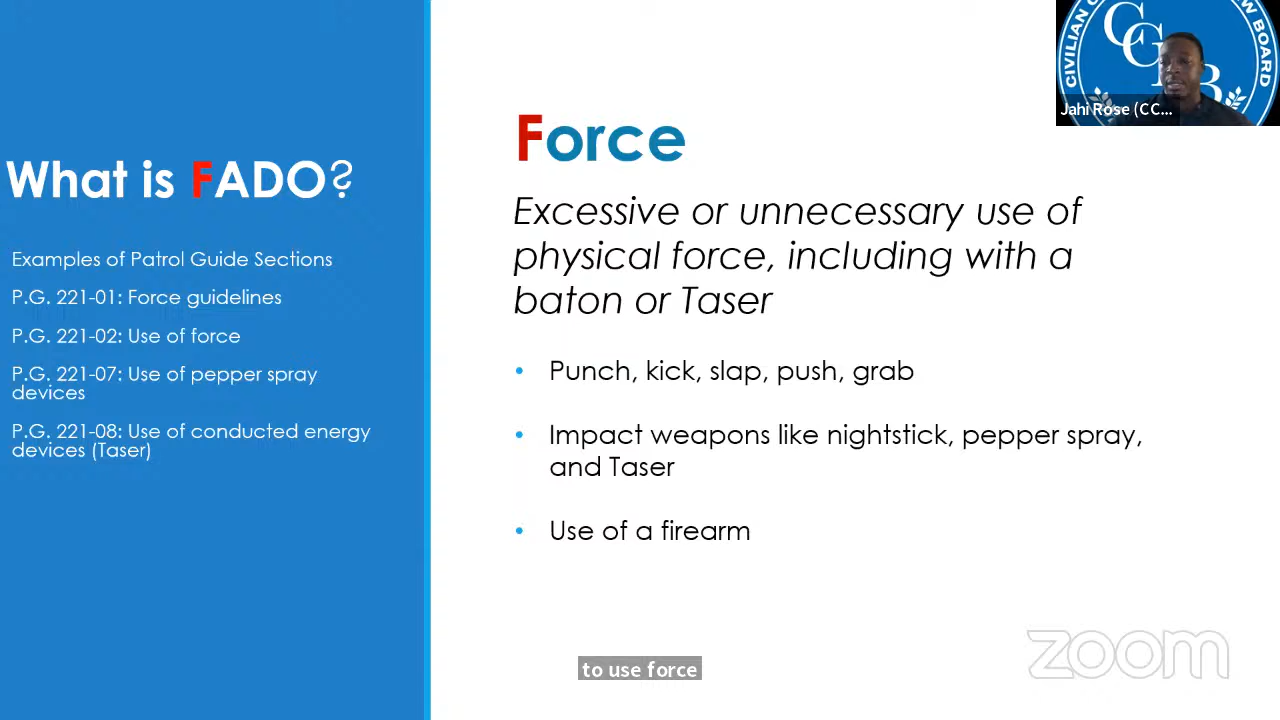 What is FADO?
Examples of Patrol Guide Sections
P.G. 221-01: Force guidelines
P.G. 221-02: Use of force
P.G. 221-07: Use of pepper spray
devices
P.G. 221-08: Use of conducted energy
devices (Taser)
Force
Excessive or unnecessary use of
physical force, including with a
baton or Taser
• Punch, kick, slap, push, grab
• Impact weapons like nightstick, pepper spray,
and Taser
• Use of a firearm
CIVILIAN BOARD
Jahi Rose (CC...
zoom
to use force